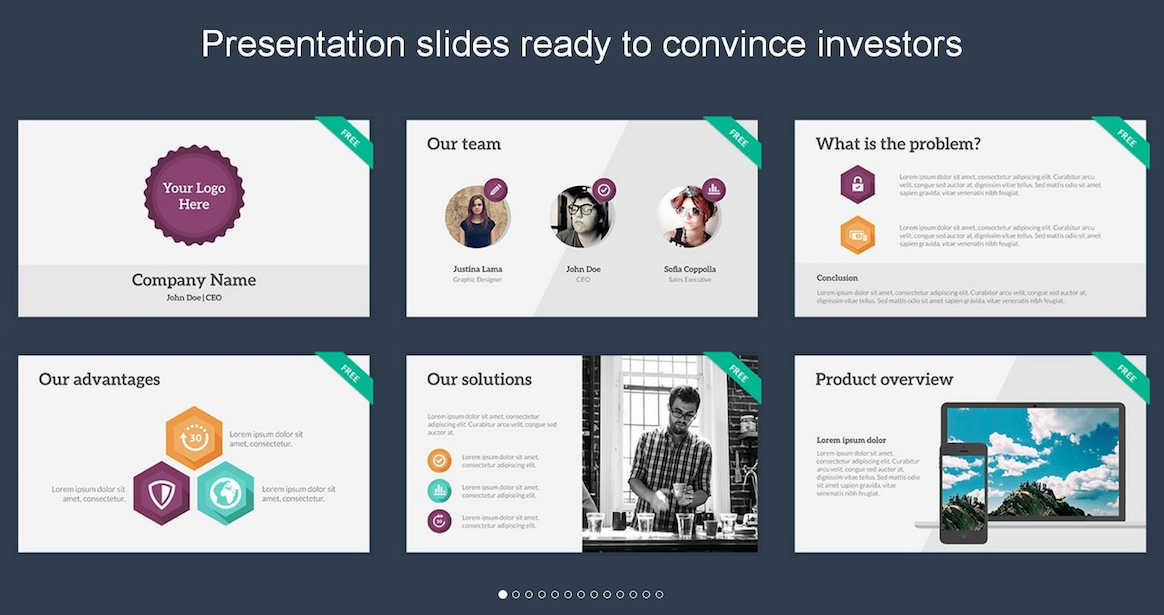 Presentation slides ready to convince investors
FREE
Your Logo
Here
Company Name
John Doe | CEO
FREE
Our team
Justina Lama
Graphic Designer
John Doe
CEO
Sofia Coppolla
Sales Executive
FREE
What is the problem?
Lorem ipsum dolor sit amet, consectetur adipiscing elit. Curabitur arcu
velit, congue sed auctor at, dignissim vitae tellus. Sed mattis odio sit amet
sem suscipit gravida, vitae venenatis nibh feugiat.
Lorem ipsum dolor sit amet, consectetur adipiscing elit. Curabitur arcu
velit, congue sed auctor at, dignissim vitae tellus. Sed mattis odio sit amet
sem suscipit gravida, vitae venenatis nibh feugiat.
Conclusion
Lorem ipsum dolor sit amet, consectetur adipiscing elit. Curabitur arcu velit, congue sed auctor at,
dignissim vitae tellus. Sed mattis odio sit amet sem suscipit gravida, vitae venenatis nibh feugiat.
FREE
Our advantages
30
Lorem ipsum dolor sit
amet, consectetur.
Lorem ipsum dolor sit
amet, consectetur.
Lorem ipsum dolor sit
amet, consectetur.
FREE
Our solutions
Lorem ipsum dolor sit amet, consectetur
adipiscing elit. Curabitur arcu velit, congue sed
auctor at.
Lorem ipsum dolor sit amet,
consectetur adipiscing elit.
Lorem ipsum dolor sit amet,
consectetur adipiscing elit.
30
Lorem ipsum dolor sit amet,
consectetur adipiscing elit.
FREE
Product overview
Lorem ipsum dolor
Lorem ipsum dolor sit amet,
consectetur adipiscing elit.
Curabitur arcu velit, congue sed
auctor at, dignissim vitae tellus.
Sed mattis odio sit amet sem
suscipit gravida, vitae
venenatis nibh feugiat.